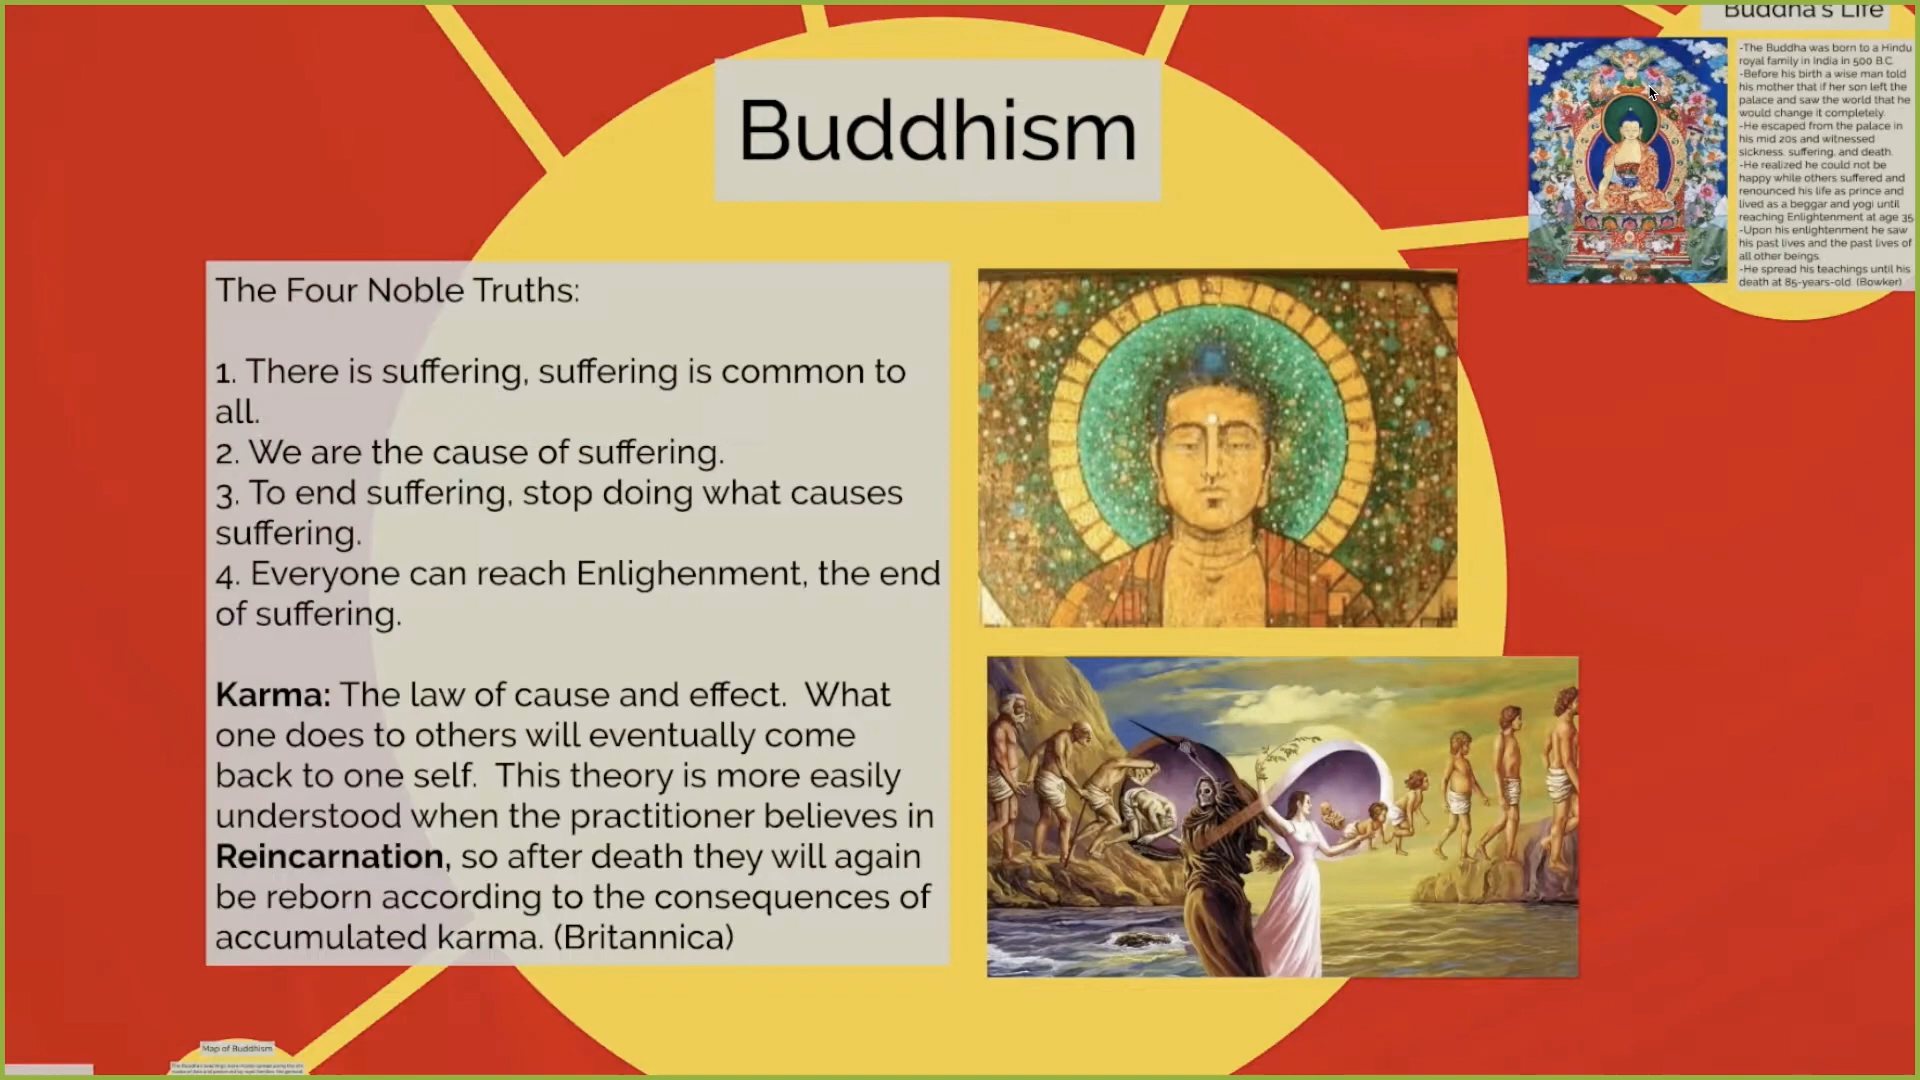 Buddhism
The Four Noble Truths:
1. There is suffering, suffering is common to
all.
2. We are the cause of suffering.
3. To end suffering, stop doing what causes
suffering.
4. Everyone can reach Enlighenment, the end
of suffering.
Karma: The law of cause and effect.  What
one does to others will eventually come
back to one self.  This theory is more easily
understood when the practitioner believes in
Reincarnation, so after death they will again
be reborn according to the consequences of
accumulated karma. (Britannica)
Buddha's Life
-The Buddha was born to a Hindu
royal family in India in 500 B.C.
-Before his birth a wise man told
his mother that if her son left the
palace and saw the world that he
would change it completely.
-He escaped from the palace in
his mid 20s and witnessed
sickness, suffering, and death.
-He realized he could not be
happy while others suffered and
renounced his life as prince and
lived as a beggar and yogi until
reaching Enlightenment at age 35
-Upon his enlightenment he saw
his past lives and the past lives of
all other beings.
-He spread his teachings until his
death at 85-years-old. (Bowker)
Map of Buddhism